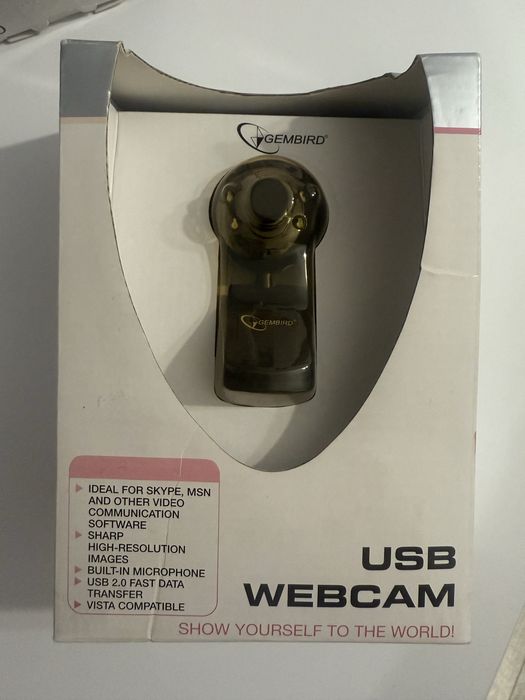 GEMBIRD®
GEMBIRD®
IDEAL FOR SKYPE, MSN
AND OTHER VIDEO
COMMUNICATION
SOFTWARE
SHARP
HIGH-RESOLUTION
IMAGES
BUILT-IN MICROPHONE
USB 2.0 FAST DATA
TRANSFER
VISTA COMPATIBLE
USB
WEBCAM
SHOW YOURSELF TO THE WORLD!